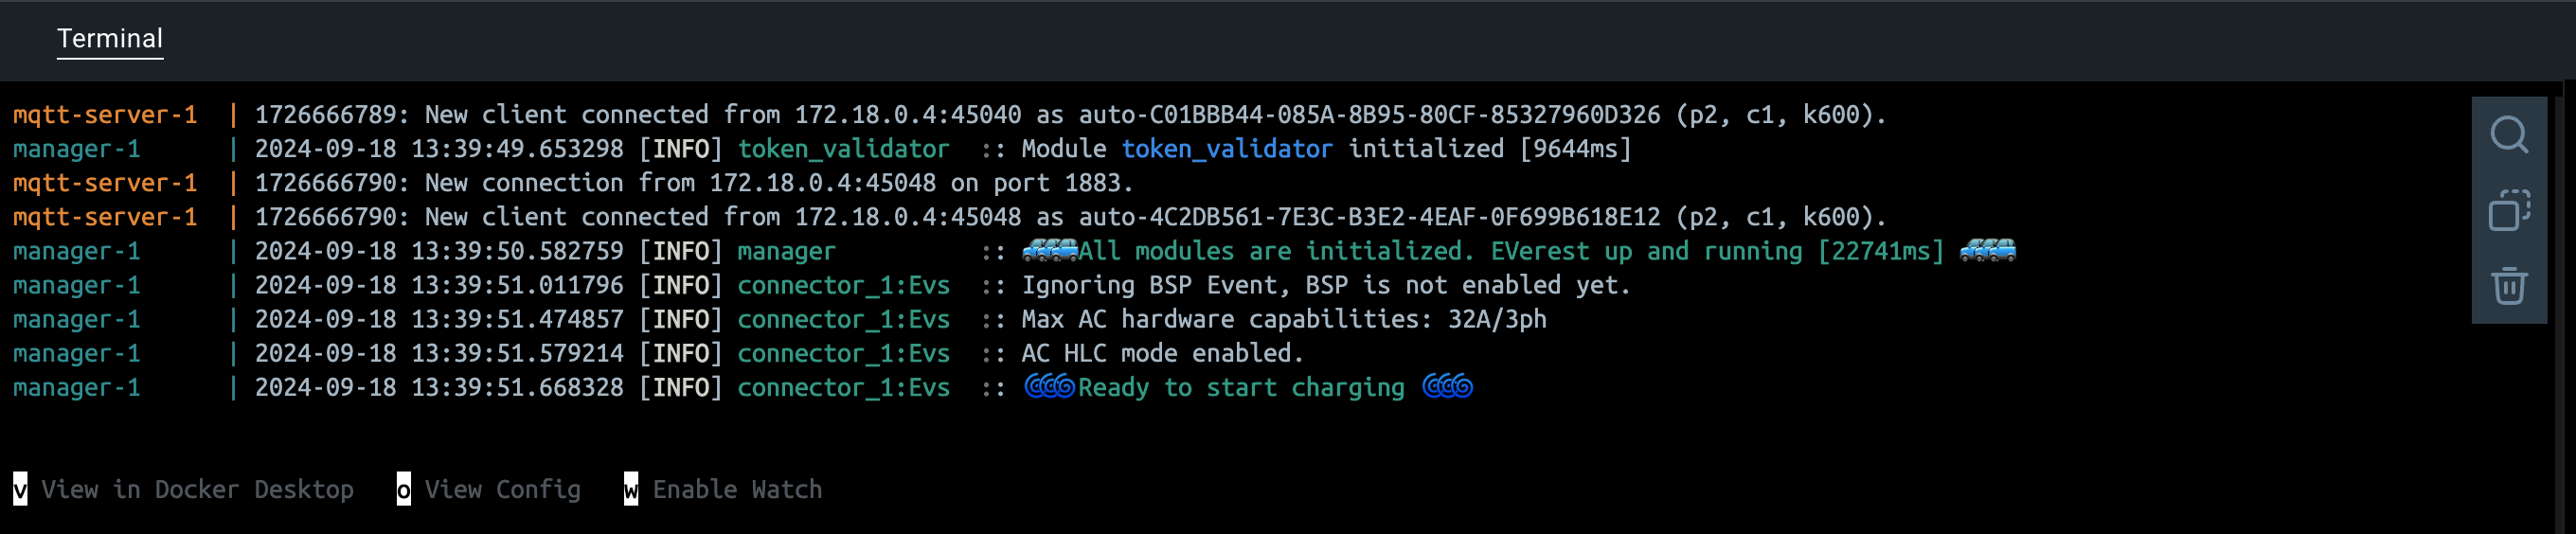 Terminal
mqtt-server-1  | 1726666789: New client connected from 172.18.0.4:45040 as auto-C01BBB44-085A-8B95-80CF-85327960D326 (p2, c1, k600).
manager-1      | 2024-09-18 13:39:49.653298 [INFO] token_validator  :: Module token_validator initialized [9644ms]
mqtt-server-1  | 1726666790: New connection from 172.18.0.4:45048 on port 1883.
mqtt-server-1  | 1726666790: New client connected from 172.18.0.4:45048 as auto-4C2DB561-7E3C-B3E2-4EAF-0F699B618E12 (p2, c1, k600).
manager-1      | 2024-09-18 13:39:50.582759 [INFO] manager          :: 🚙🚙🚙All modules are initialized. EVerest up and running [22741ms] 🚙🚙🚙
manager-1      | 2024-09-18 13:39:51.011796 [INFO] connector_1:Evs  :: Ignoring BSP Event, BSP is not enabled yet.
manager-1      | 2024-09-18 13:39:51.474857 [INFO] connector_1:Evs  :: Max AC hardware capabilities: 32A/3ph
manager-1      | 2024-09-18 13:39:51.579214 [INFO] connector_1:Evs  :: AC HLC mode enabled.
manager-1      | 2024-09-18 13:39:51.668328 [INFO] connector_1:Evs  :: 🌀🌀🌀Ready to start charging 🌀🌀🌀
v View in Docker Desktop   o View Config   w Enable Watch